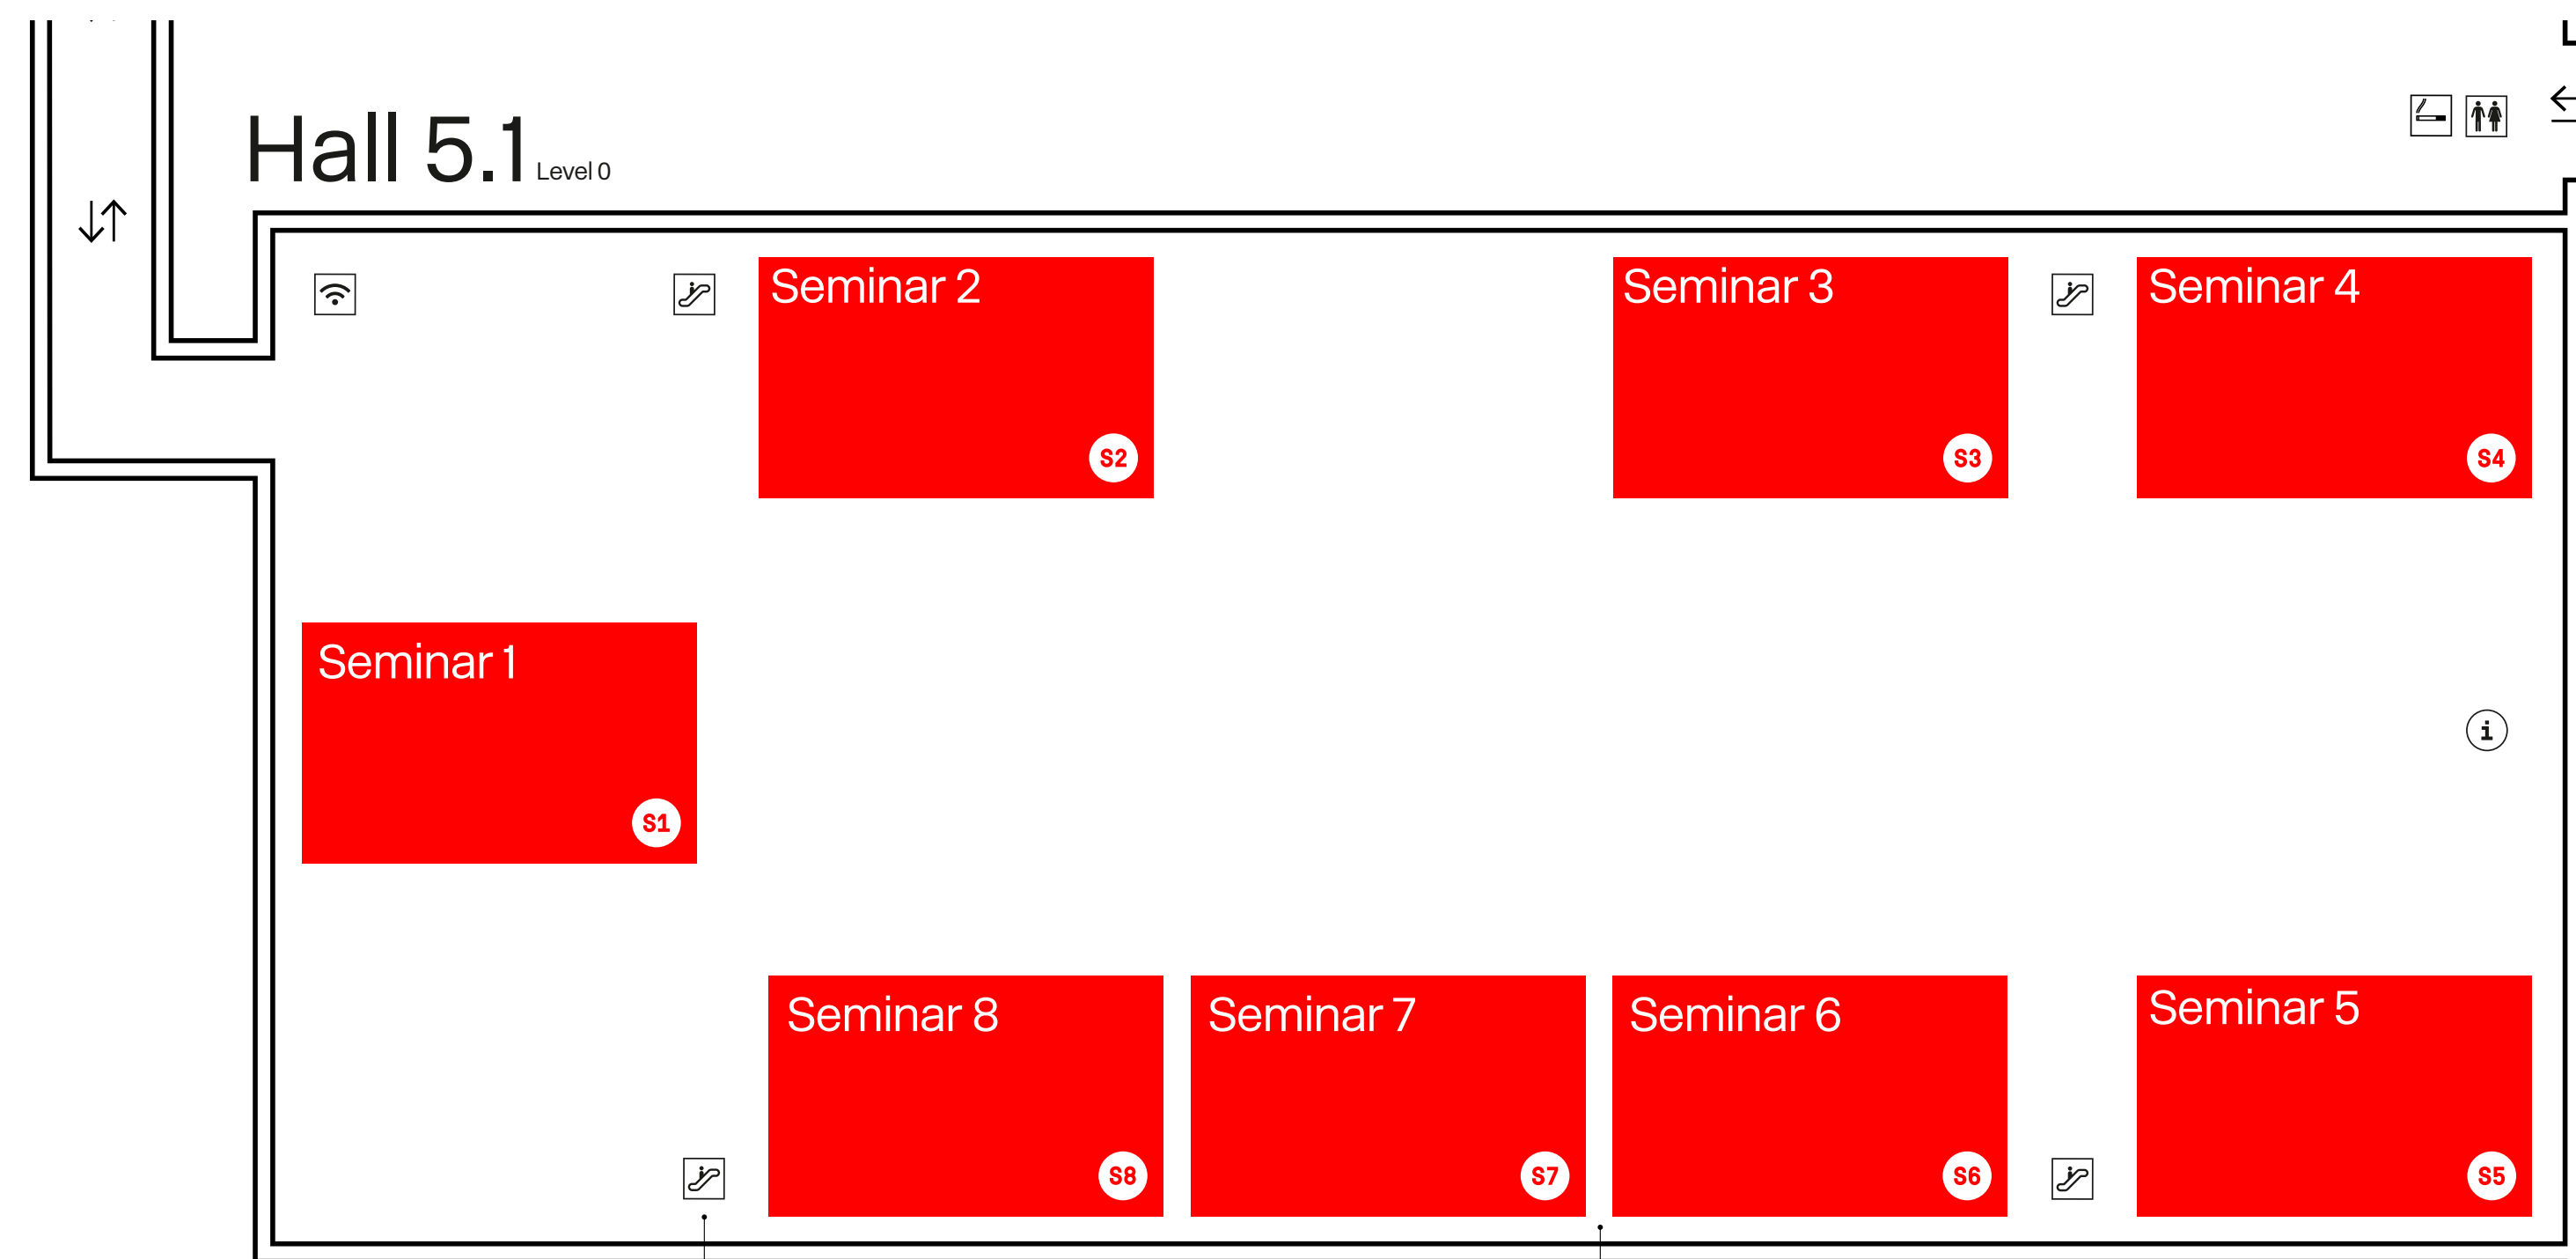 Hall 5.1 Level 0
Seminar 2
Seminar 3
Seminar 4
S2
S3
S4
Seminar 1
i
S1
Seminar 8
Seminar 7
Seminar 6
Seminar 5
S8
S7
S6
S5